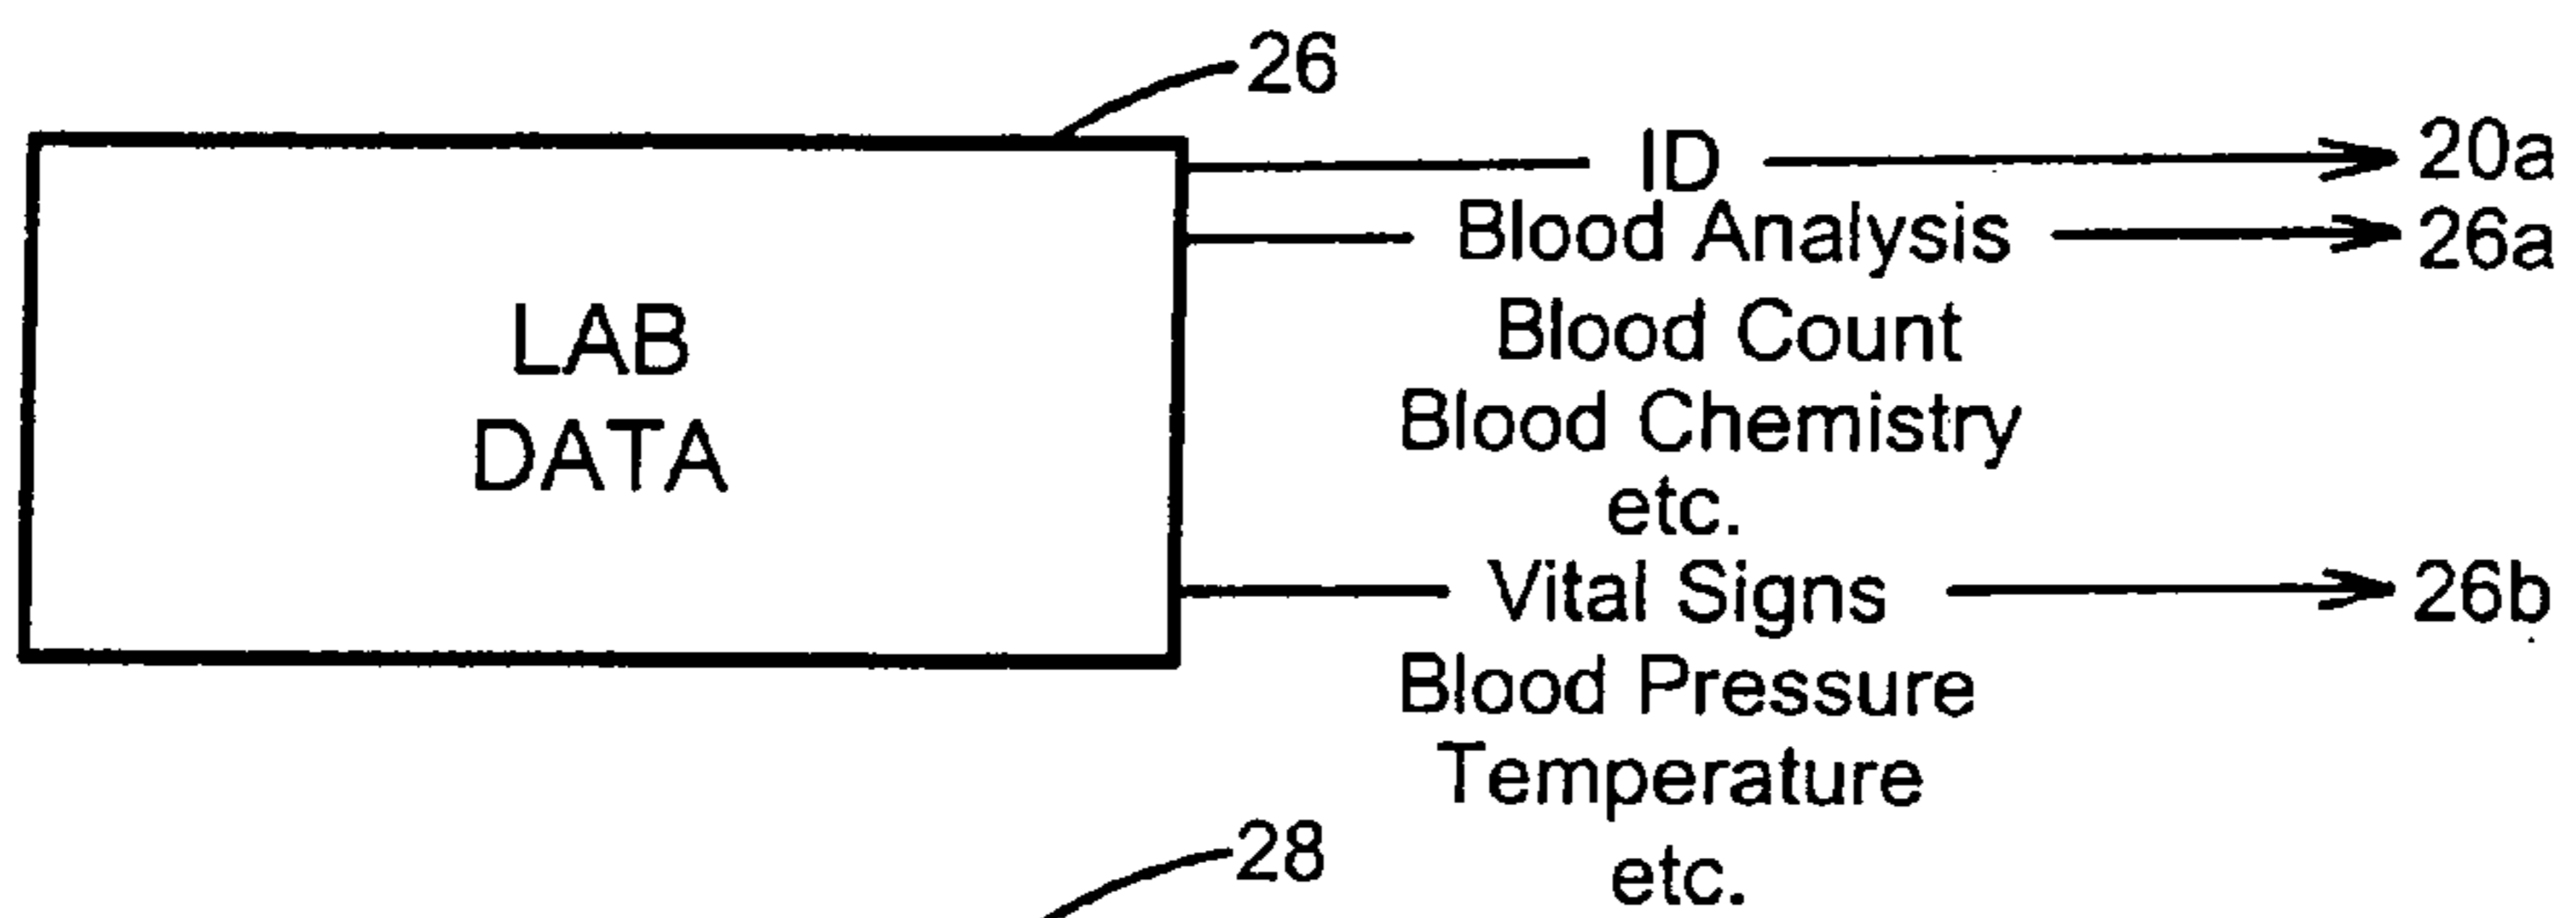 26
ID 20a
Blood Analysis 26a
LAB
DATA
Blood Count
Blood Chemistry
etc.
Vital Signs 26b
Blood Pressure
Temperature
28
etc.